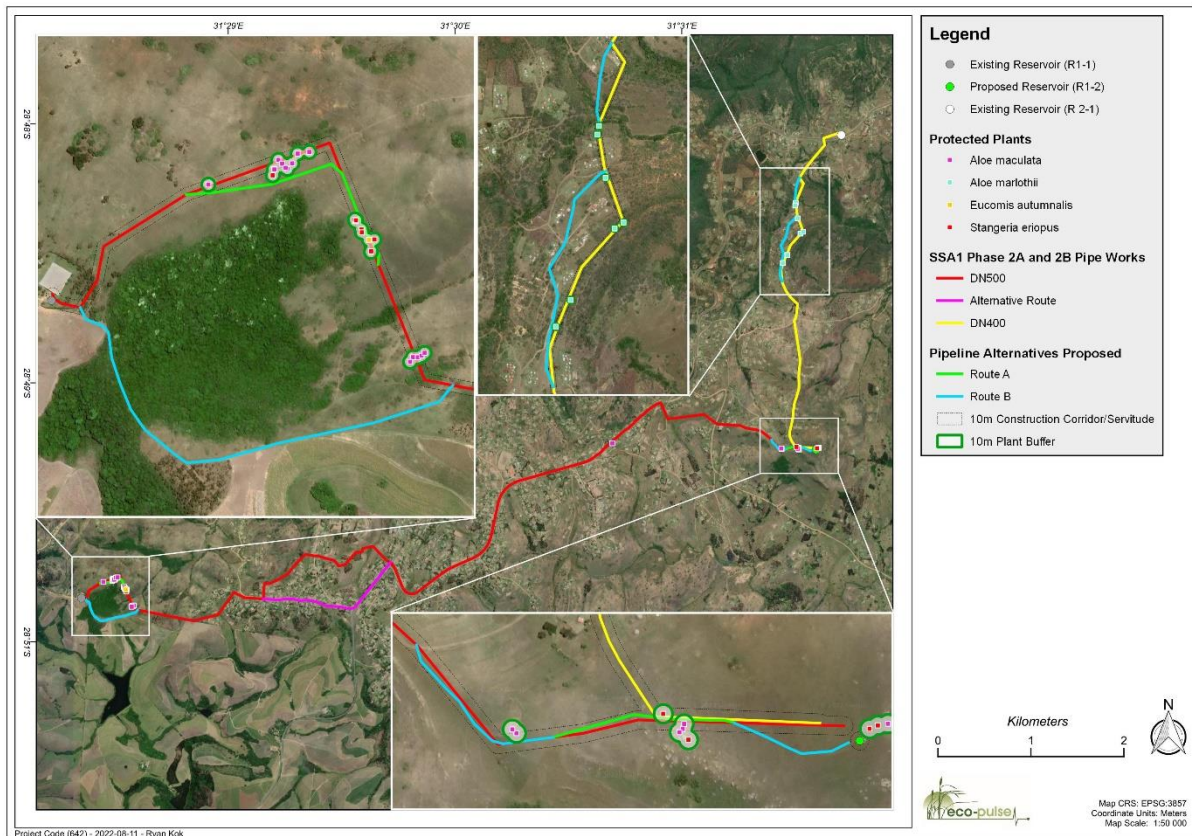 31°29'E
31°30'E
31°31'E
28°48'S
28°49'S
28°51'S
Legend
Existing Reservoir (R1-1)
Proposed Reservoir (R1-2)
Existing Reservoir (R 2-1)
Protected Plants
Aloe maculata
Aloe marlothii
Eucomis autumnalis
Stangeria eriopus
SSA1 Phase 2A and 2B Pipe Works
DN500
Alternative Route
DN400
Pipeline Alternatives Proposed
Route A
Route B
10m Construction Corridor/Servitude
10m Plant Buffer
Kilometers
0 1 2
N
eco-pulse
Map CRS: EPSG:3857
Coordinate Units: Meters
Map Scale: 1:50 000
Project Code (642) - 2022-08-11 - Ryan Kok